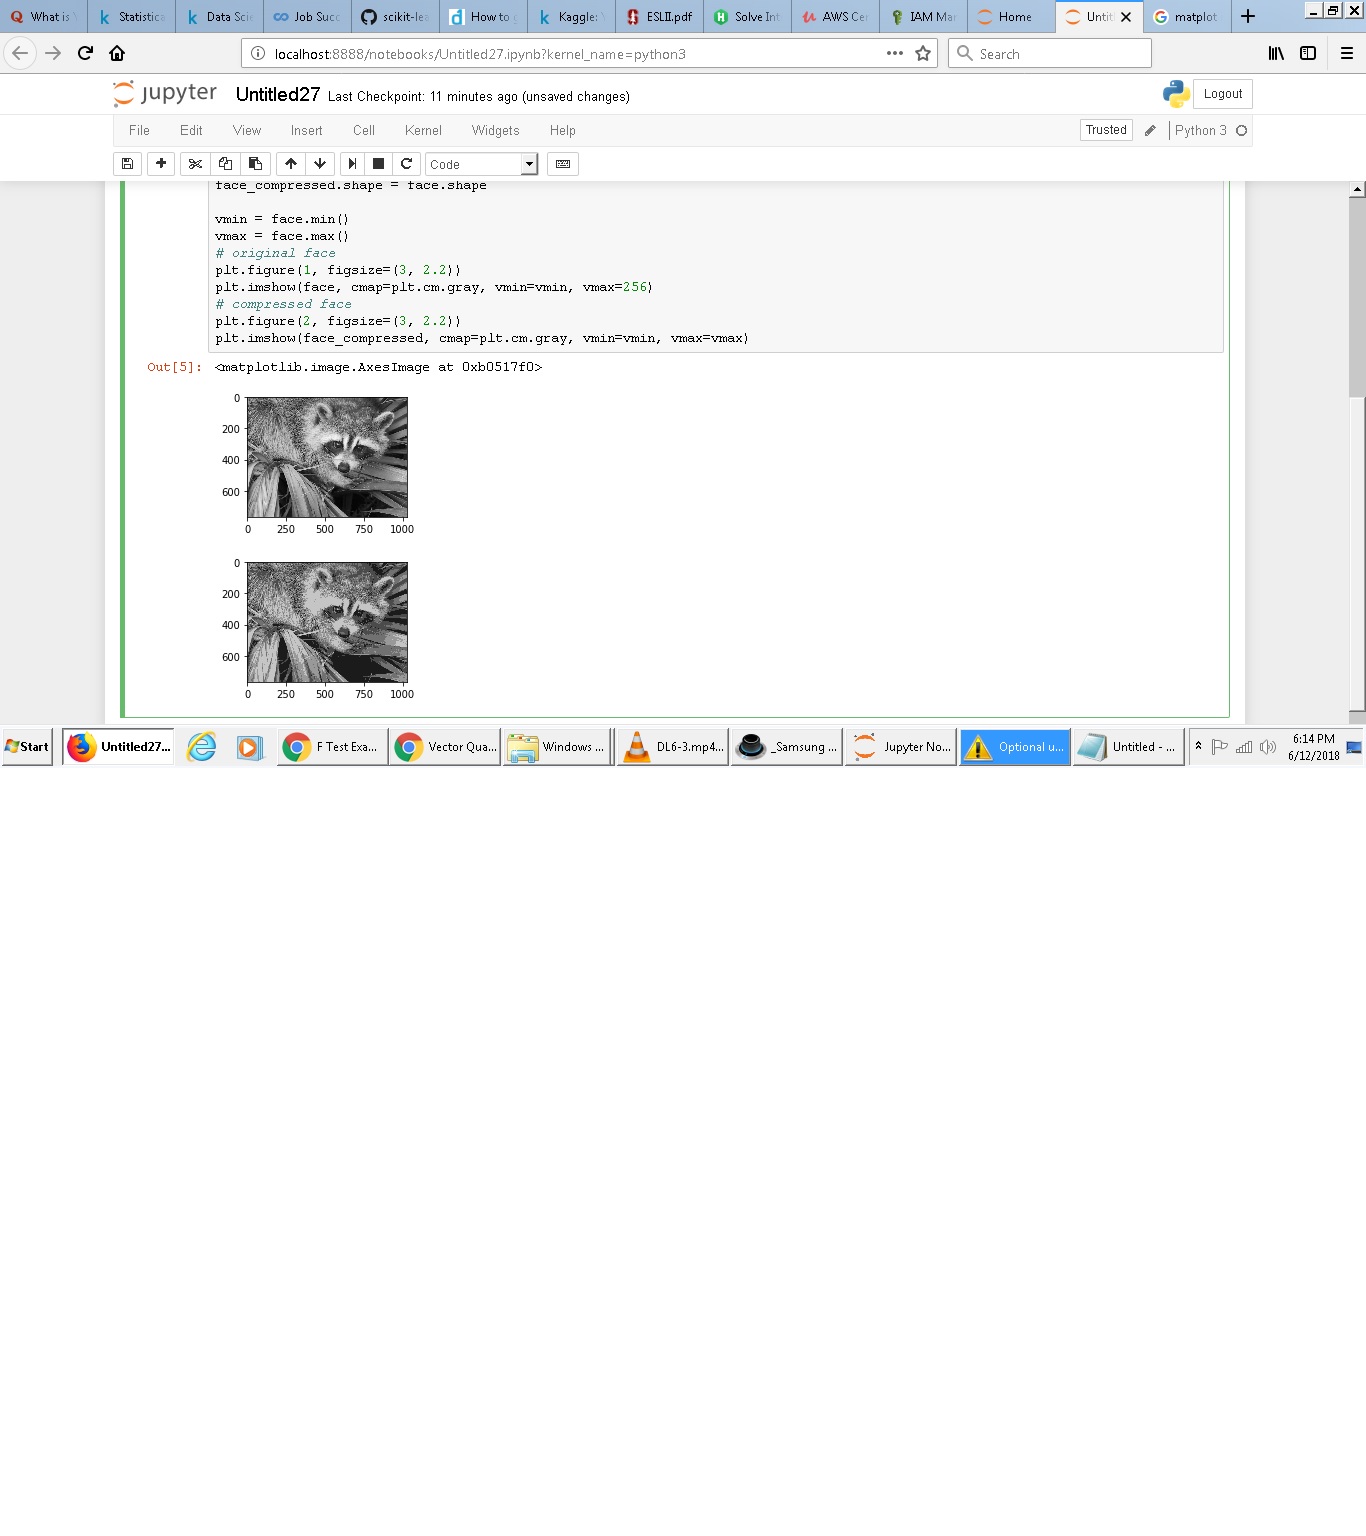 What is
Statistica
Data Scie
Job Succ
scikit-lea
How to
Kaggle:
ESLII.pdf
Solve Int
AWS Cer
IAM Mar
Home
Untit
matplot
localhost:8888/notebooks/Untitled27.ipynb?kernel_name=python3
Search
jupyter Untitled27 Last Checkpoint: 11 minutes ago (unsaved changes)
Logout
File Edit View Insert Cell Kernel Widgets Help
Trusted
Python 3
Code
face_compressed.shape = face.shape
vmin = face.min()
vmax = face.max()
# original face
plt.figure(1, figsize=(3, 2.2))
plt.imshow(face, cmap=plt.cm.gray, vmin=vmin, vmax=256)
# compressed face
plt.figure(2, figsize=(3, 2.2))
plt.imshow(face_compressed, cmap=plt.cm.gray, vmin=vmin, vmax=vmax)
Out[5]: <matplotlib.image.AxesImage at 0xb0517f0>
0
200
400
600
0 250 500 750 1000
0
200
400
600
0 250 500 750 1000
Start
Untitled27...
F Test Exa...
Vector Qua...
Windows ...
DL6-3.mp4...
_Samsung ...
Jupyter No...
Optional u...
Untitled - ...
6:14 PM
6/12/2018